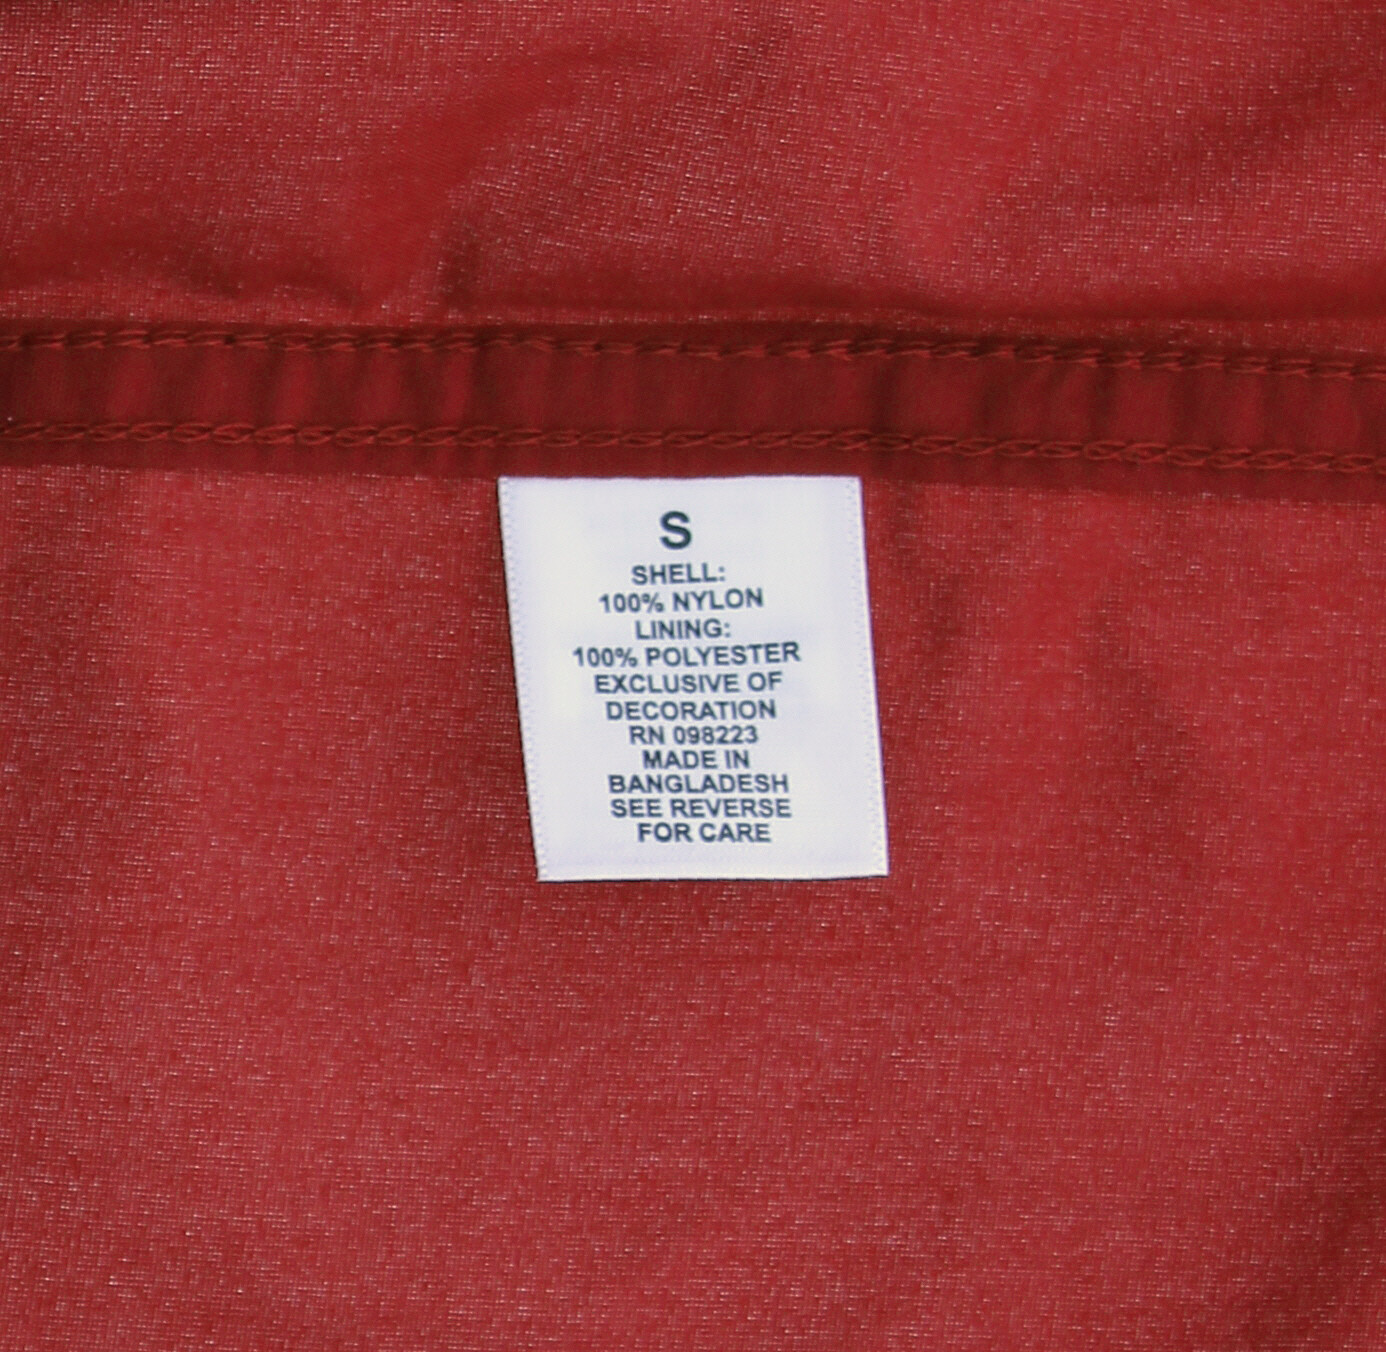 S
SHELL:
100% NYLON
LINING:
100% POLYESTER
EXCLUSIVE OF
DECORATION
RN 098223
MADE IN
BANGLADESH
SEE REVERSE
FOR CARE